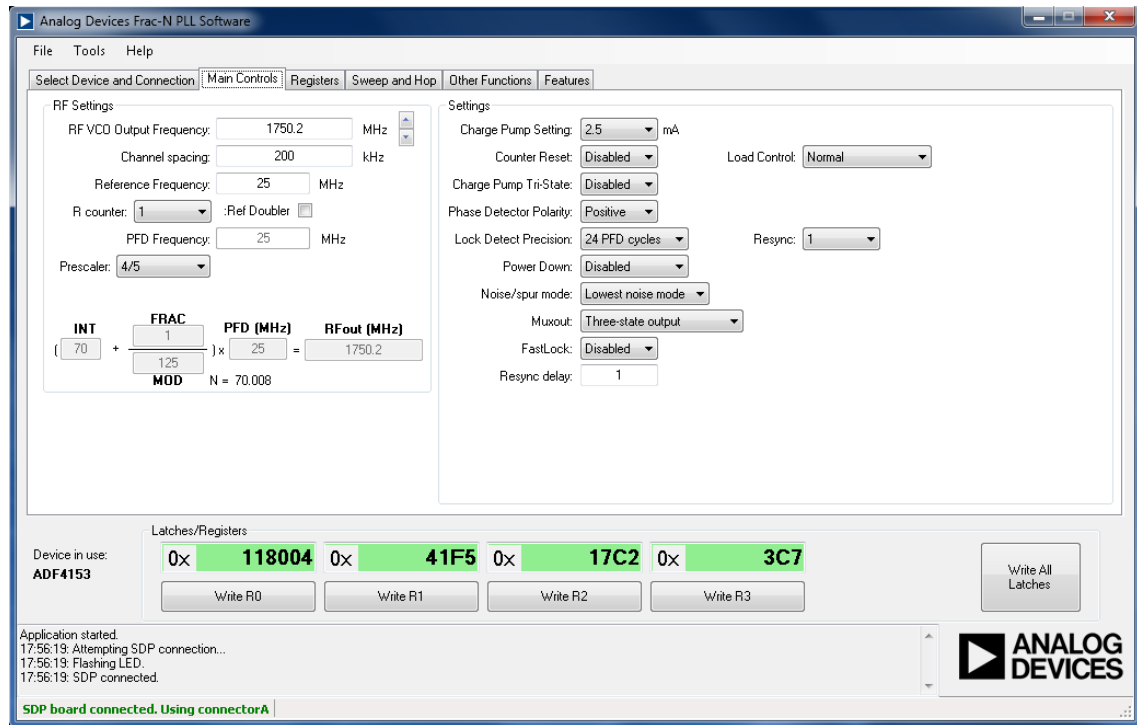 Analog Devices Frac-N PLL Software
File Tools Help
Select Device and Connection Main Controls Registers Sweep and Hop Other Functions Features
RF Settings
RF VCO Output Frequency: 1750.2 MHz
Channel spacing: 200 kHz
Reference Frequency: 25 MHz
R counter: 1 :Ref Doubler
PFD Frequency: 25 MHz
Prescaler: 4/5
INT FRAC PFD (MHz) RFout (MHz)
( 70 + 1 / 125 ) x 25 = 1750.2
MOD N = 70.008
Settings
Charge Pump Setting: 2.5 mA
Counter Reset: Disabled Load Control: Normal
Charge Pump Tri-State: Disabled
Phase Detector Polarity: Positive
Lock Detect Precision: 24 PFD cycles Resync: 1
Power Down: Disabled
Noise/spur mode: Lowest noise mode
Muxout: Three-state output
FastLock: Disabled
Resync delay: 1
Latches/Registers
Device in use:
ADF4153
0x 118004 0x 41F5 0x 17C2 0x 3C7
Write R0 Write R1 Write R2 Write R3
Write All
Latches
Application started.
17:56:19: Attempting SDP connection...
17:56:19: Flashing LED.
17:56:19: SDP connected.
ANALOG
DEVICES
SDP board connected. Using connectorA